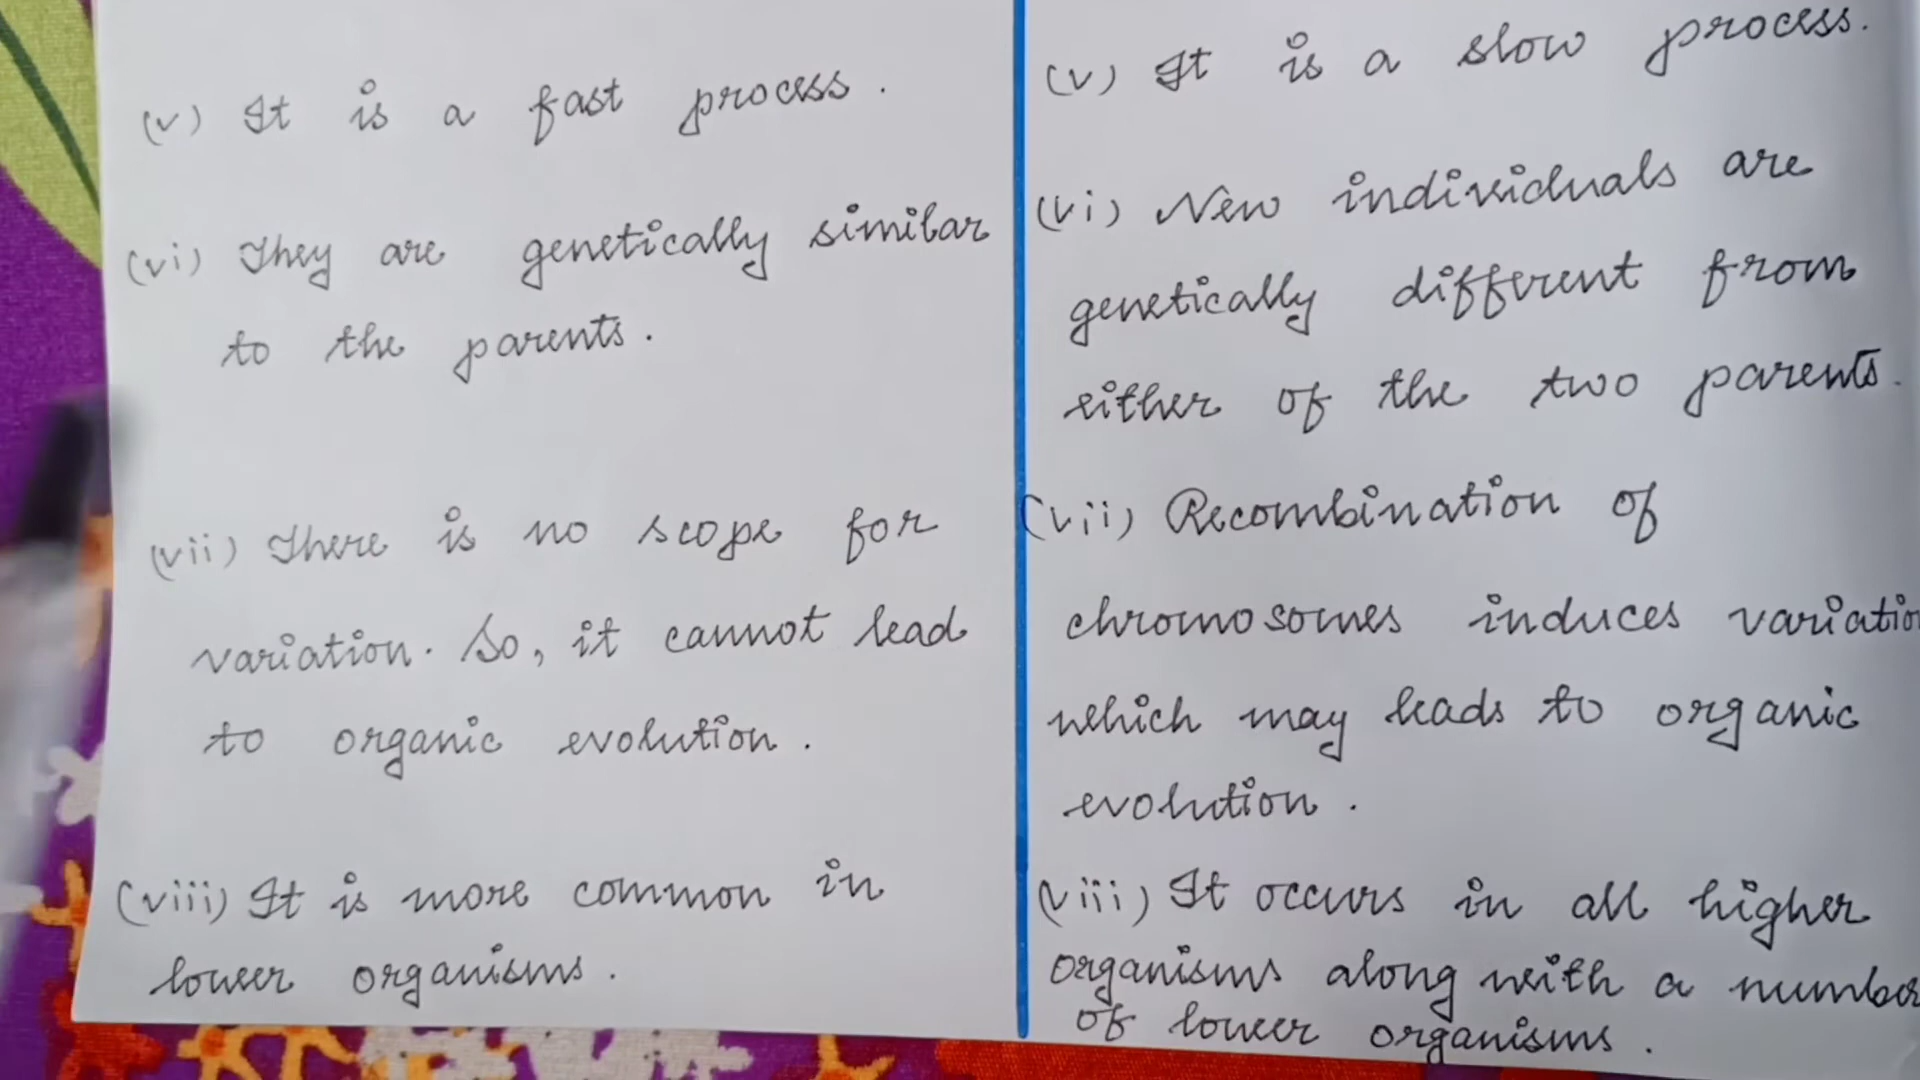 (v) It is a fast process.
(vi) They are genetically similar
to the parents.
(vii) There is no scope for
variation. So, it cannot lead
to organic evolution.
(viii) It is more common in
lower organisms.
(v) It is a slow process.
(vi) New individuals are
genetically different from
either of the two parents.
(vii) Recombination of
chromosomes induces variation
which may leads to organic
evolution.
(viii) It occurs in all higher
organisms along with a number
of lower organisms.